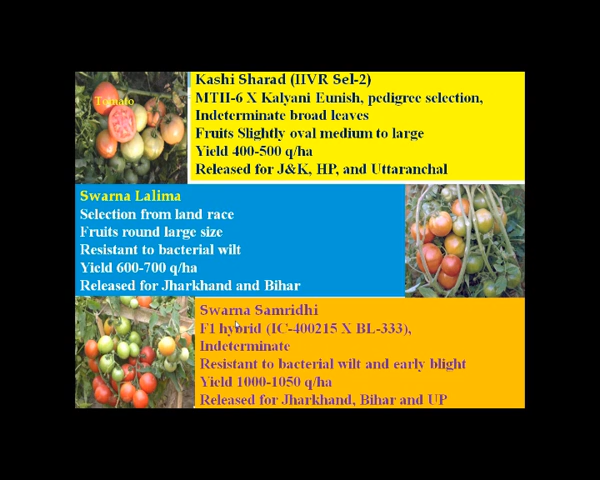 Tomato
Kashi Sharad (IIVR Sel-2)
MTH-6 X Kalyani Eunish, pedigree selection,
Indeterminate broad leaves
Fruits Slightly oval medium to large
Yield 400-500 q/ha
Released for J&K, HP, and Uttaranchal
Swarna Lalima
Selection from land race
Fruits round large size
Resistant to bacterial wilt
Yield 600-700 q/ha
Released for Jharkhand and Bihar
Swarna Samridhi
F1 hybrid (IC-400215 X BL-333),
Indeterminate
Resistant to bacterial wilt and early blight
Yield 1000-1050 q/ha
Released for Jharkhand, Bihar and UP